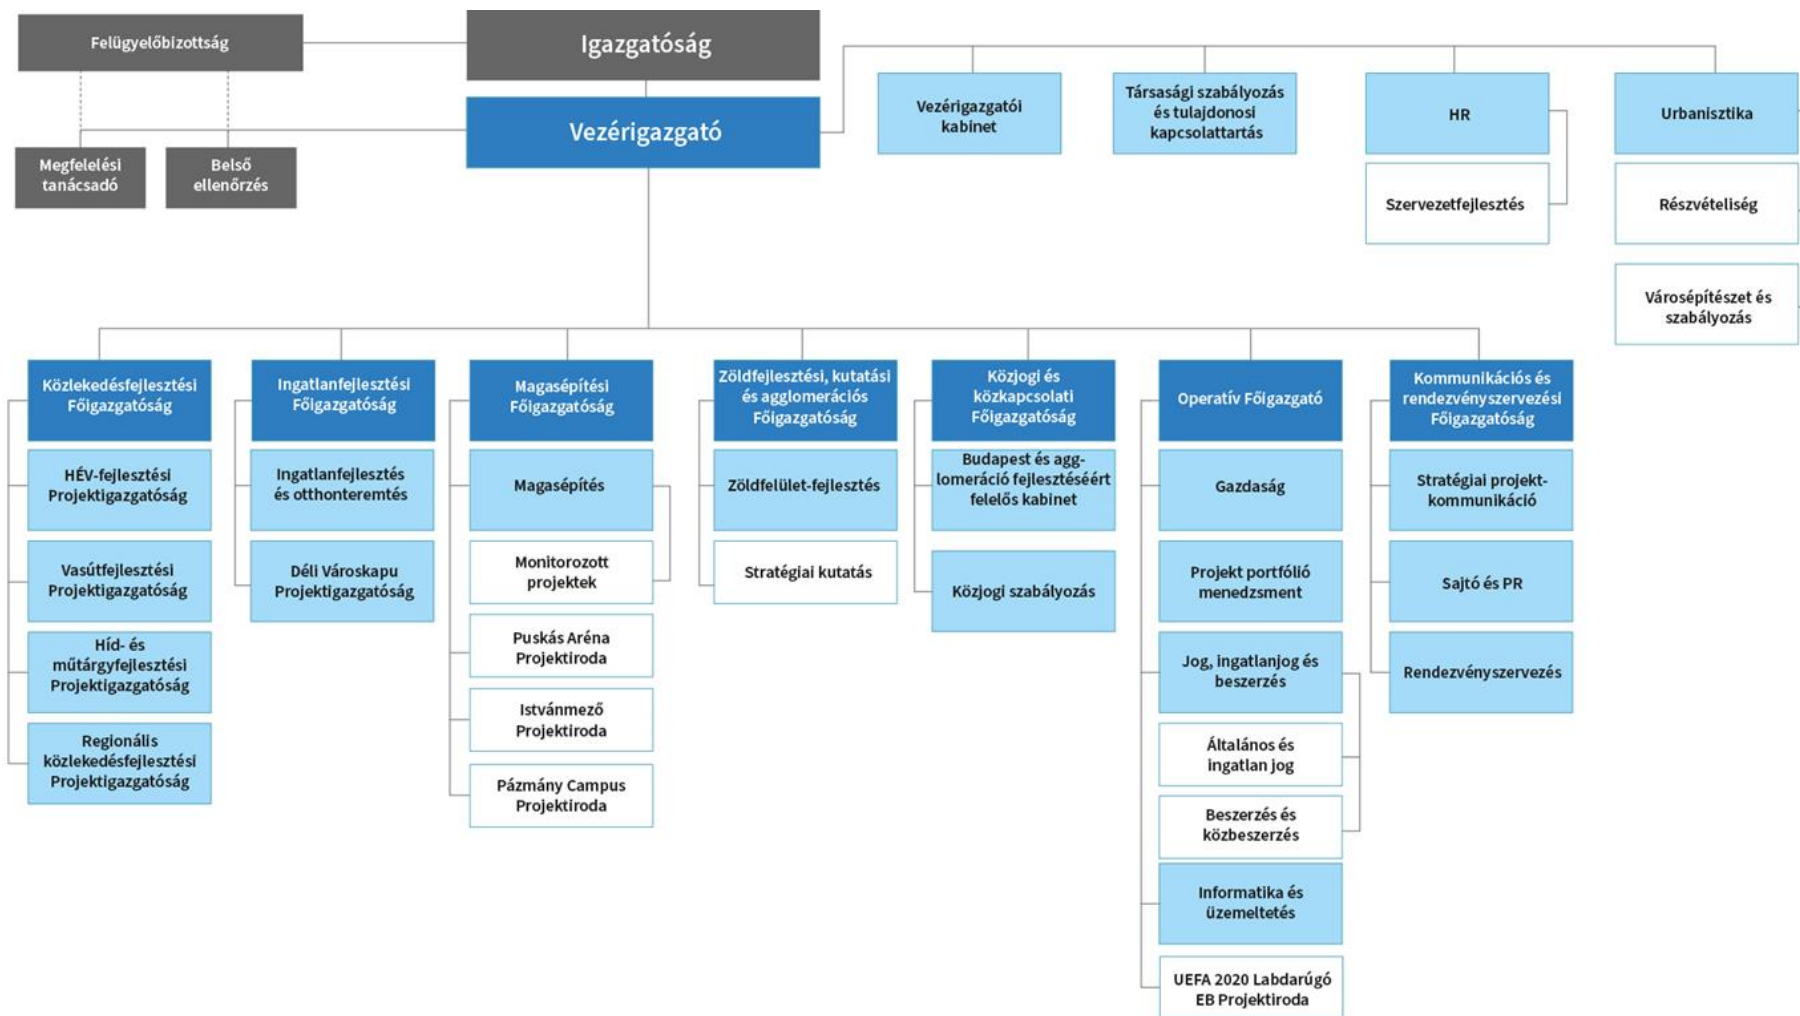 Felügyelőbizottság
Igazgatóság
Vezérigazgató
Megfelelési
tanácsadó
Belső
ellenőrzés
Vezérigazgatói
kabinet
Társasági szabályozás
és tulajdonosi
kapcsolattartás
HR
Szervezetfejlesztés
Urbanisztika
Részvételiség
Városépítészet és
szabályozás
Közlekedésfejlesztési
Főigazgatóság
HÉV-fejlesztési
Projektigazgatóság
Vasútfejlesztési
Projektigazgatóság
Híd- és
műtárgyfejlesztési
Projektigazgatóság
Regionális
közlekedésfejlesztési
Projektigazgatóság
Ingatlanfejlesztési
Főigazgatóság
Ingatlanfejlesztés
és otthonteremtés
Déli Városkapu
Projektigazgatóság
Magasépítési
Főigazgatóság
Magasépítés
Monitorozott
projektek
Puskás Aréna
Projektiroda
Istvánmező
Projektiroda
Pázmány Campus
Projektiroda
Zöldfejlesztési, kutatási
és agglomerációs
Főigazgatóság
Zöldfelület-fejlesztés
Stratégiai kutatás
Közjogi és
közkapcsolati
Főigazgatóság
Budapest és agg-
lomeráció fejlesztéséért
felelős kabinet
Közjogi szabályozás
Operatív Főigazgató
Gazdaság
Projekt portfólió
menedzsment
Jog, ingatlanjog és
beszerzés
Általános és
ingatlan jog
Beszerzés és
közbeszerzés
Informatika és
üzemeltetés
UEFA 2020 Labdarúgó
EB Projektiroda
Kommunikációs és
rendezvényszervezési
Főigazgatóság
Stratégiai projekt-
kommunikáció
Sajtó és PR
Rendezvényszervezés